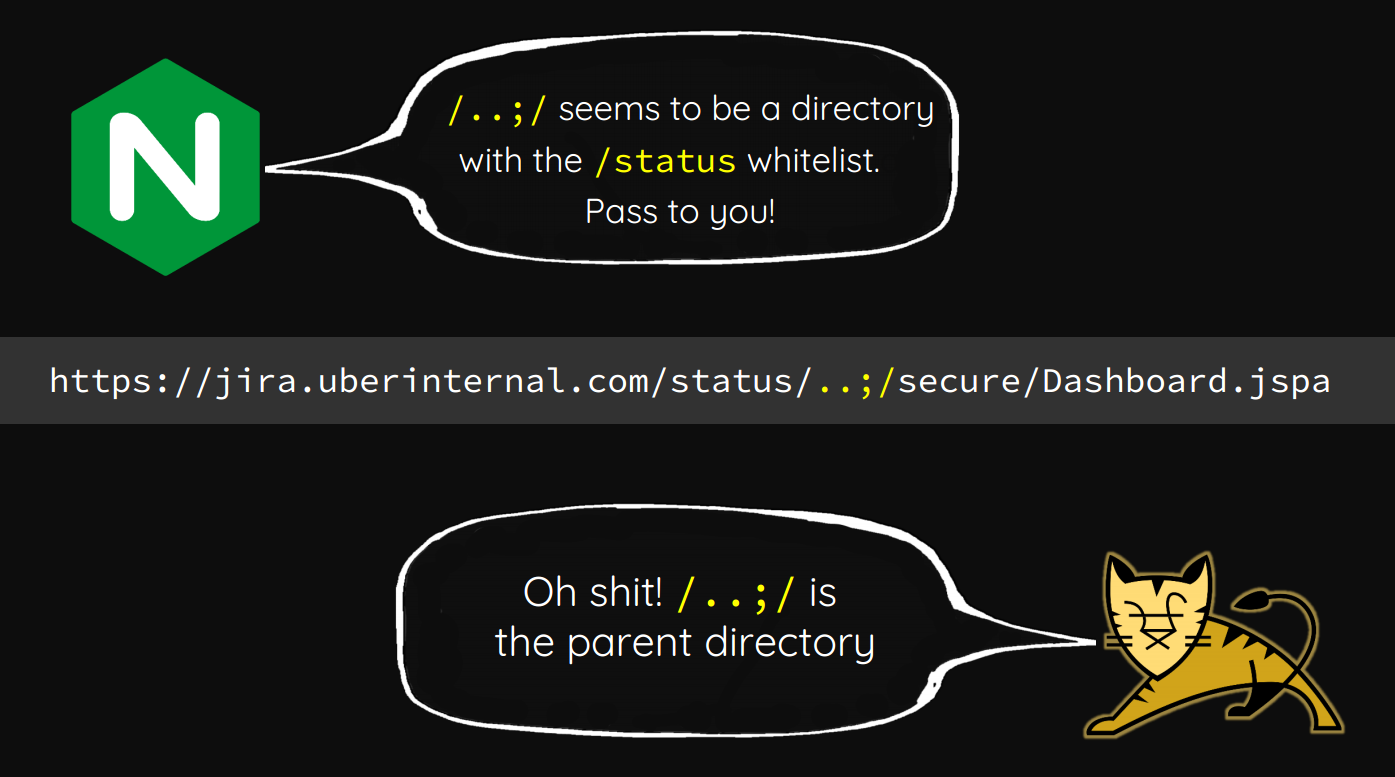 N
/..;/ seems to be a directory
with the /status whitelist.
Pass to you!
https://jira.uberinternal.com/status/..;/secure/Dashboard.jspa
Oh shit! /..;/ is
the parent directory